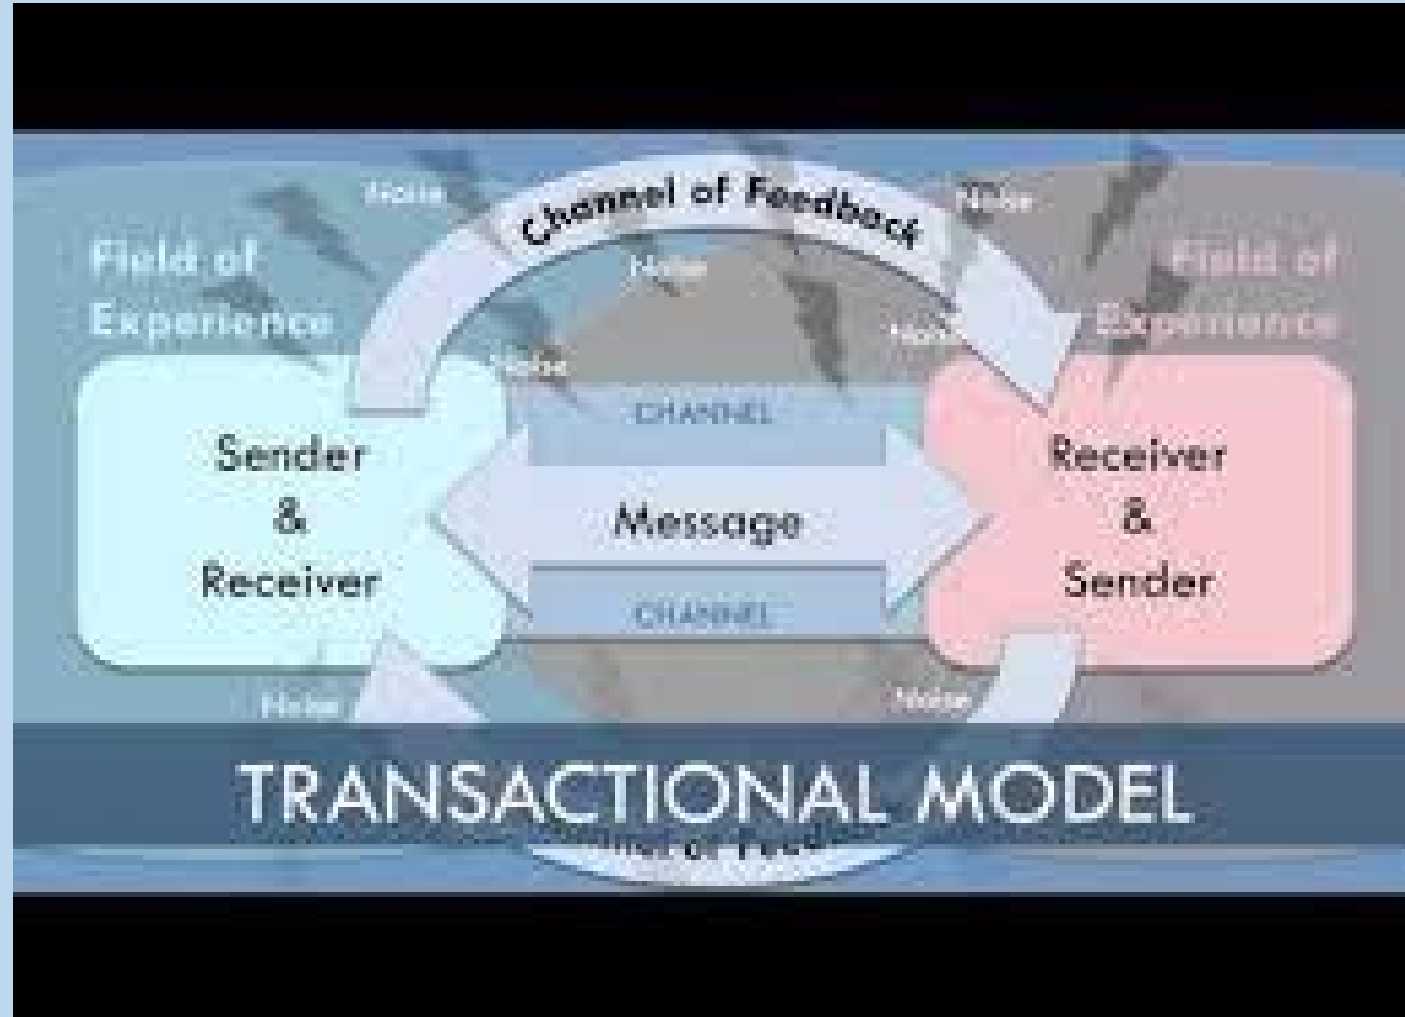 Channel of Feedback
Noise
Noise
Noise
Field of
Experience
Field of
Experience
Noise
Noise
CHANNEL
Sender
&
Receiver
Message
Receiver
&
Sender
CHANNEL
Noise
Noise
TRANSACTIONAL MODEL